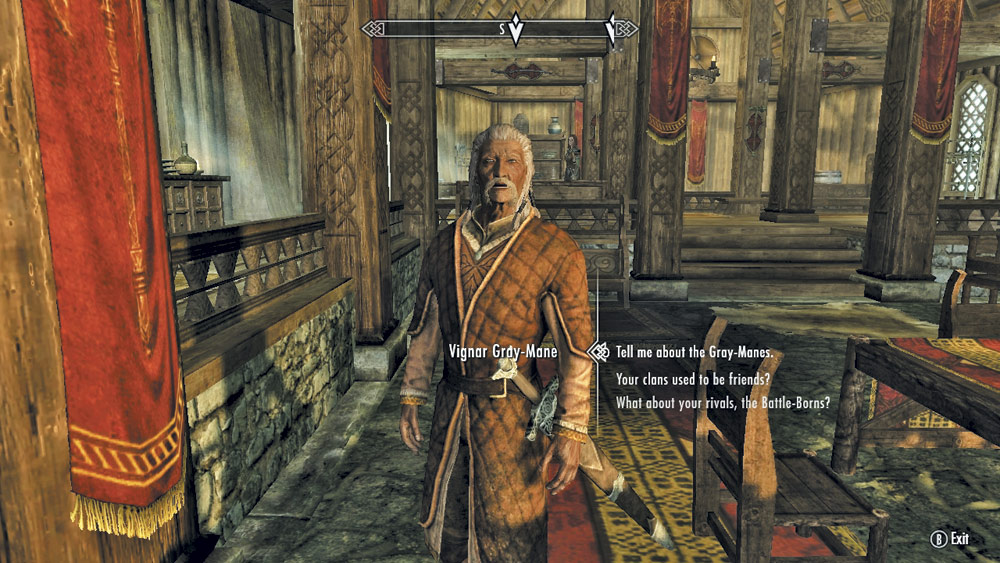 S
Vignar Gray-Mane
Tell me about the Gray-Manes.
Your clans used to be friends?
What about your rivals, the Battle-Borns?
B Exit